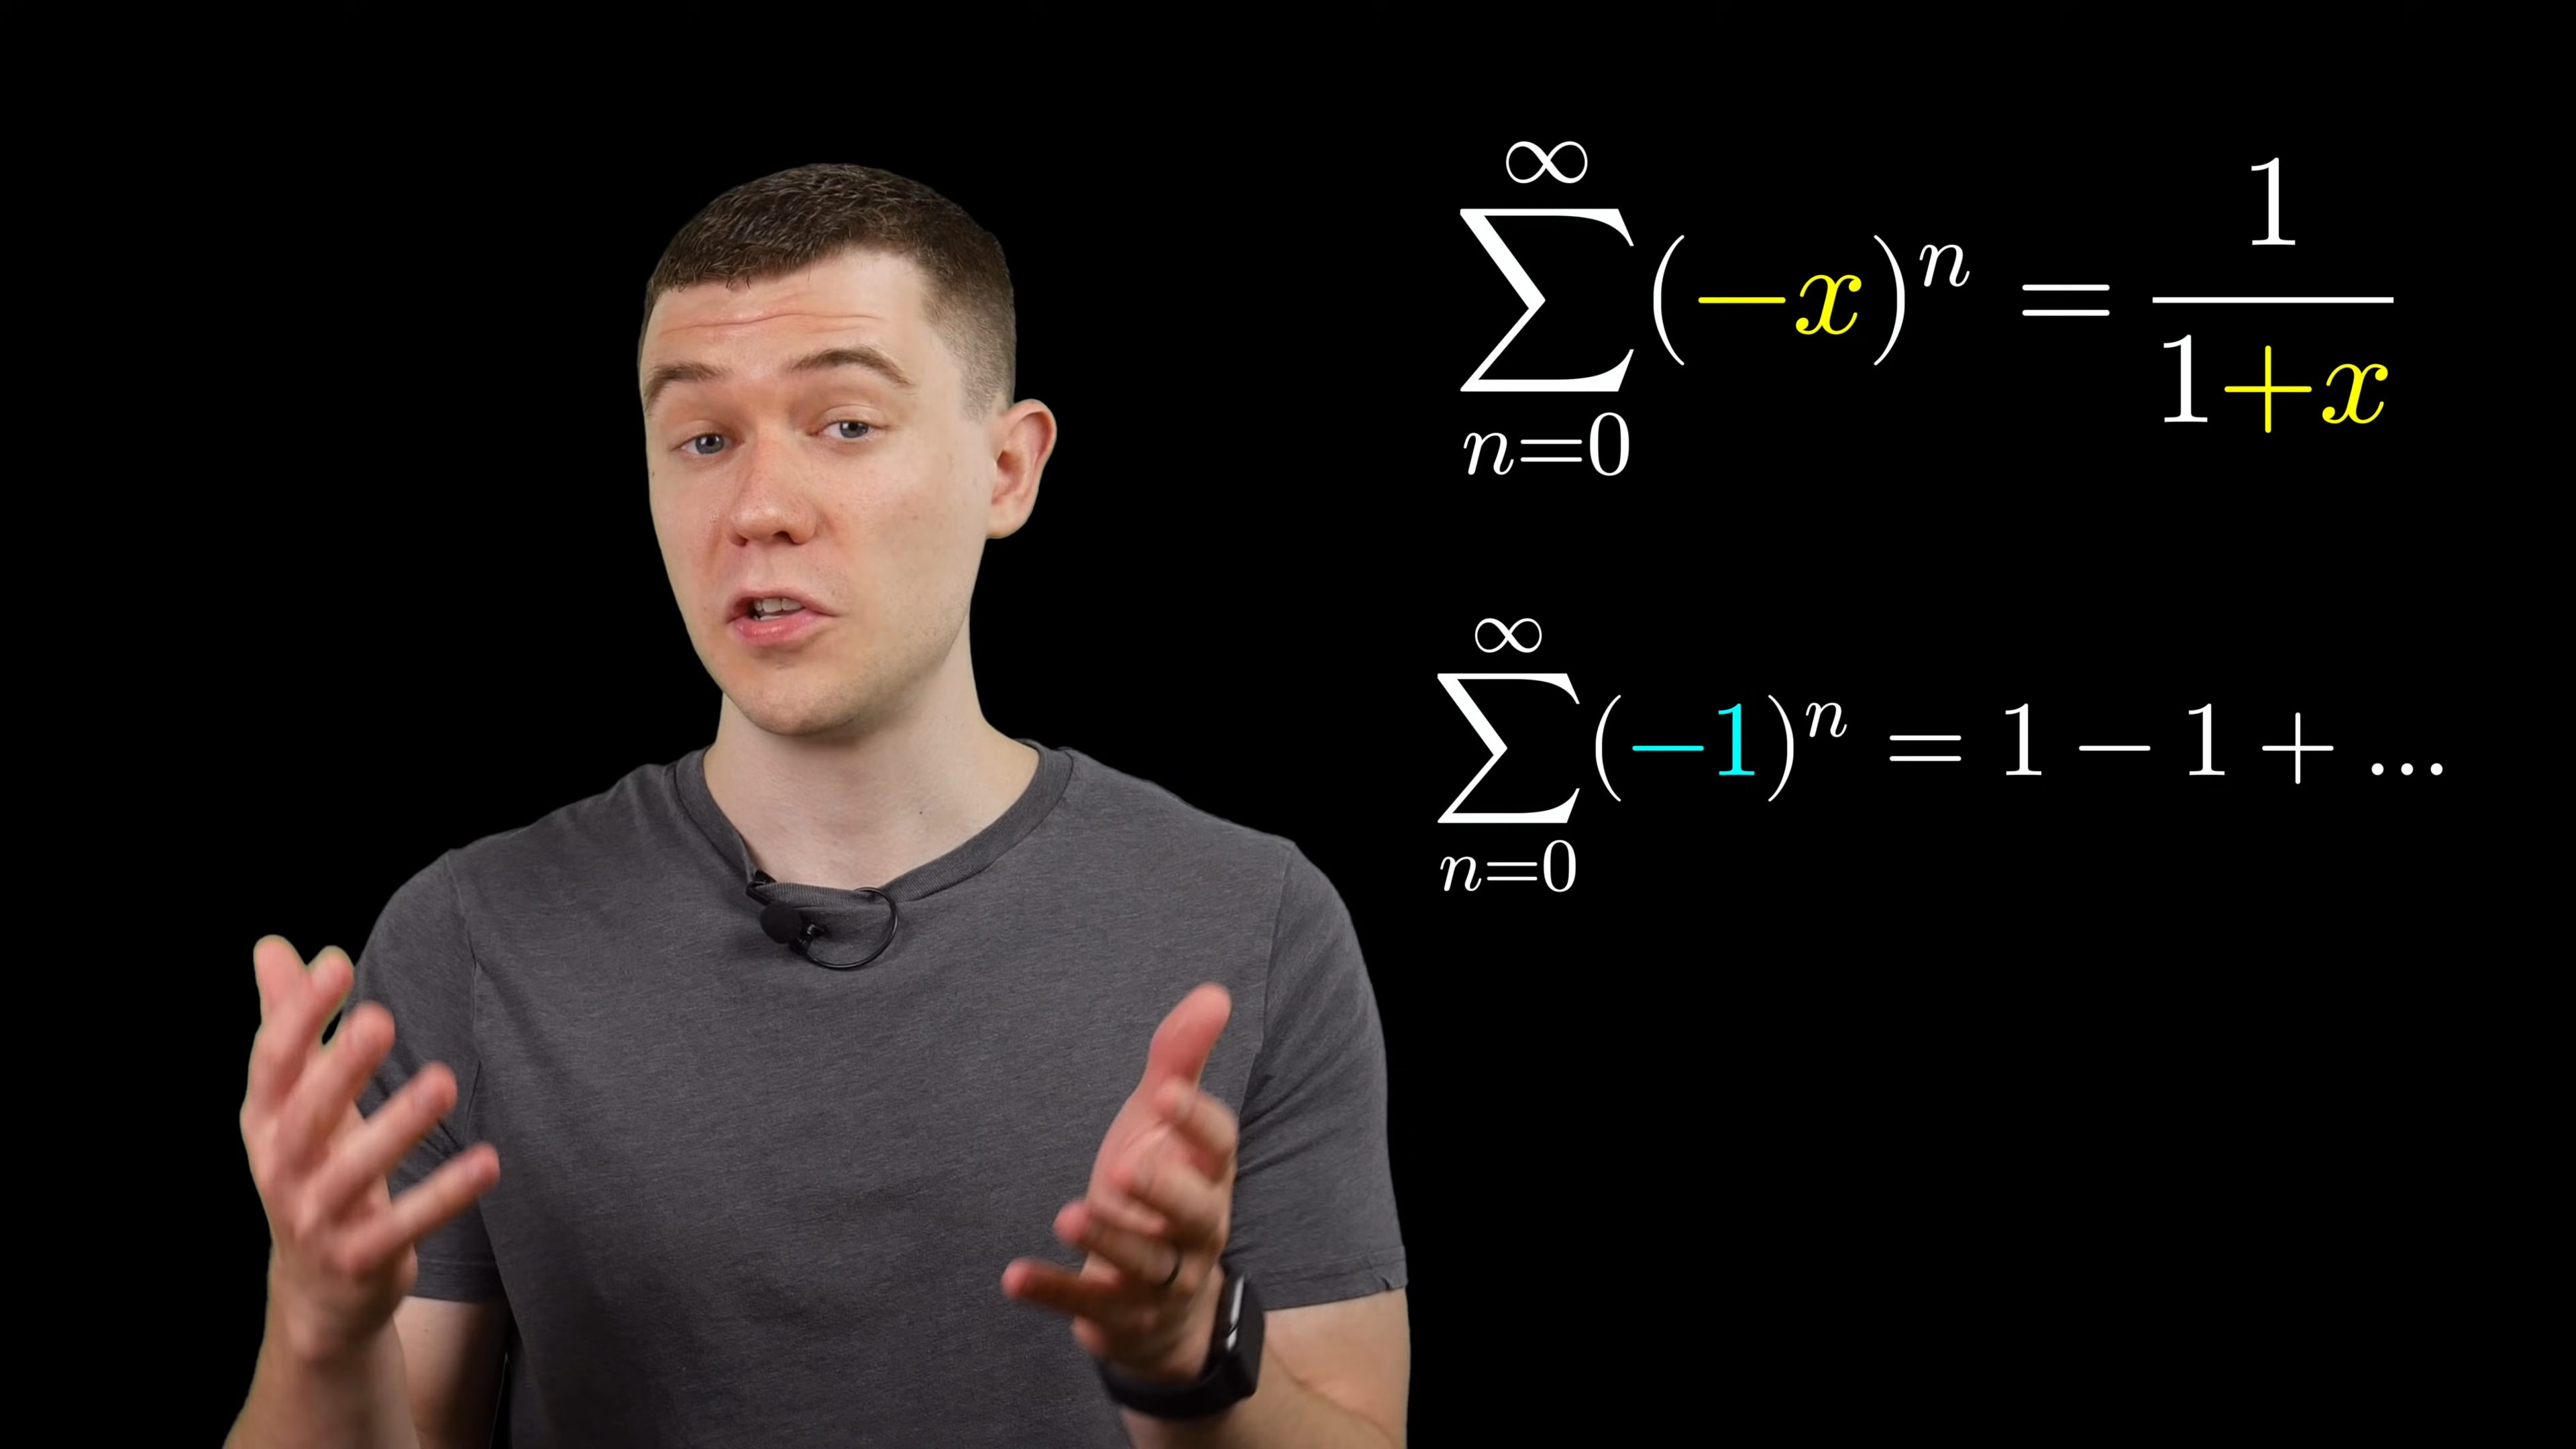 ∞
∑ (−x)ⁿ = 1/(1+x)
n=0
∞
∑ (−1)ⁿ = 1 − 1 + ...
n=0